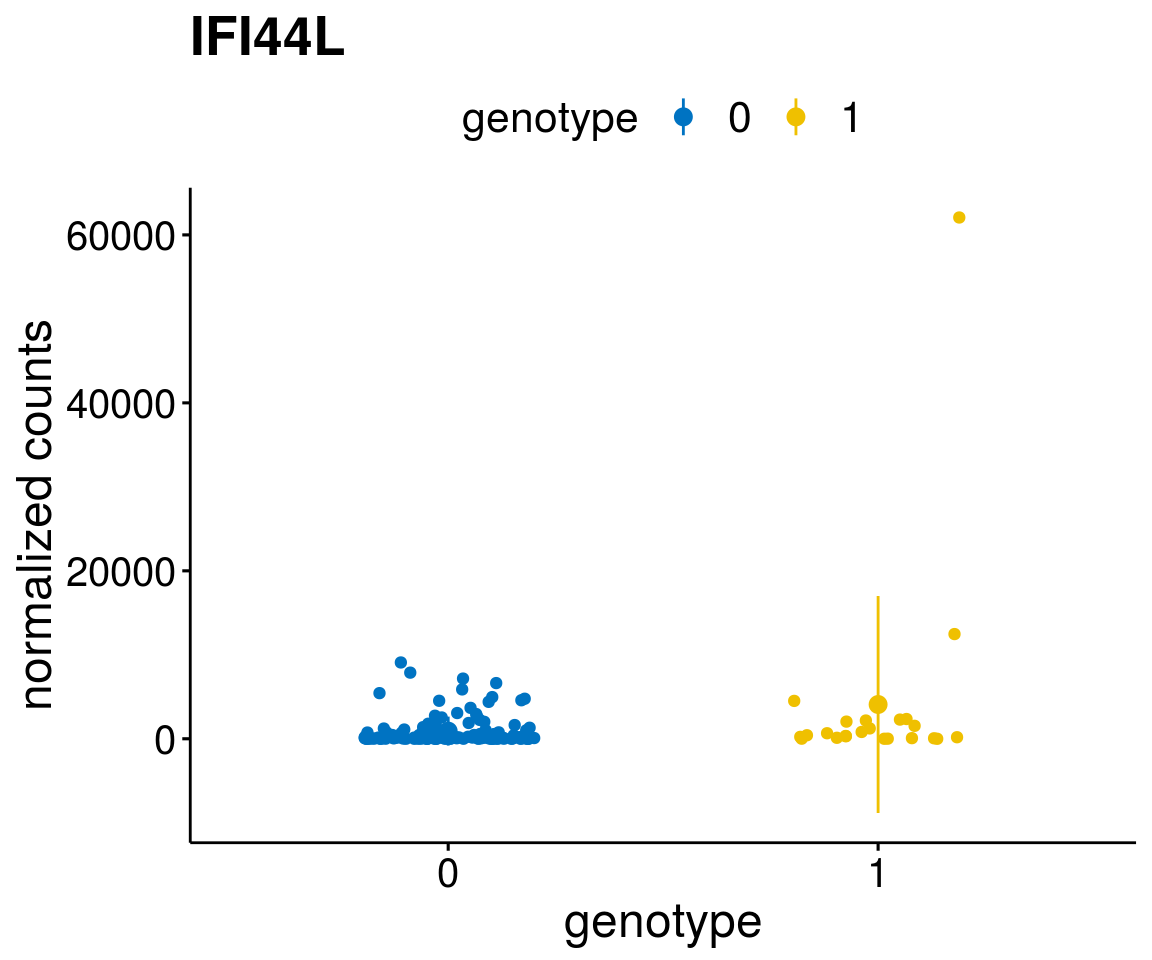 IFI44L
genotype 0 1
60000
40000
20000
0
normalized counts
0 1
genotype